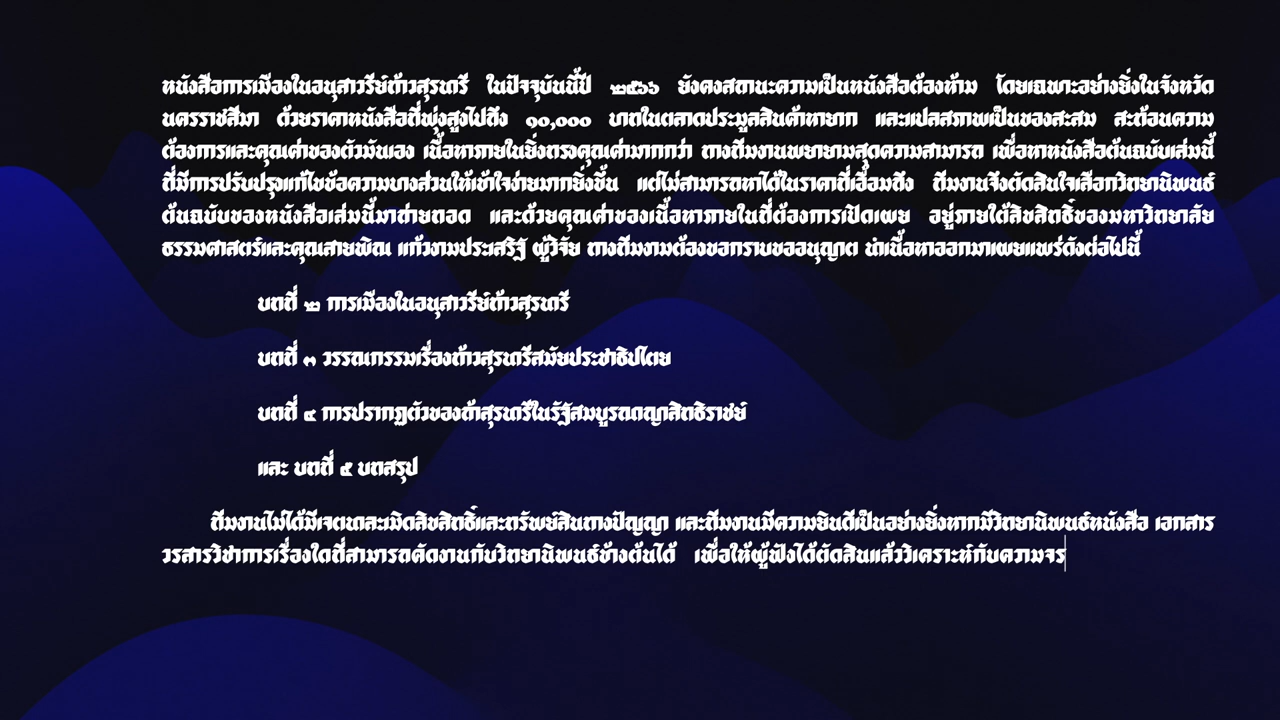 หนังสือการเมืองในอนุสาวรีย์ท้าวสุรนารี ในปัจจุบันนี้ปี ๒๕๖๖ ยังคงสถานะความเป็นหนังสือต้องห้าม โดยเฉพาะอย่างยิ่งในจังหวัด
นครราชสีมา ด้วยราคาหนังสือที่พุ่งสูงไปถึง ๑๐,๐๐๐ บาทในตลาดประมูลสินค้าหายาก และแปลสภาพเป็นของสะสม สะต้อนความ
ต้องการและคุณค่าของตัวมันเอง เนื้อหาภายในยิ่งทรงคุณค่ามากกว่า ทางทีมงานพยายามสุดความสามารถ เพื่อหาหนังสือต้นฉบับเล่มนี้
ที่มีการปรับปรุงแก้ไขข้อความบางส่วนให้เข้าใจง่ายมากยิ่งขึ้น แต่ไม่สามารถหาได้ในราคาที่เอื้อมถึง ทีมงานจึงตัดสินใจเลือกวิทยานิพนธ์
ต้นฉบับของหนังสือเล่มนี้มาถ่ายทอด และด้วยคุณค่าของเนื้อหาภายในที่ต้องการเปิดเผย อยู่ภายใต้ลิขสิทธิ์ของมหาวิทยาลัย
ธรรมศาสตร์และคุณสายพิณ แก้วงามประเสริฐ ผู้วิจัย ทางทีมงามต้องขอกราบขออนุญาต นำเนื้อหาออกมาเผยแพร่ดังต่อไปนี้
บทที่ ๒ การเมืองในอนุสาวรีย์ท้าวสุรนารี
บทที่ ๓ วรรณกรรมเรื่องท้าวสุรนารีสมัยประชาธิปไตย
บทที่ ๔ การปรากฏตัวของท้าสุรนารีในรัฐสมบูรณาญาสิทธิราชย์
และ บทที่ ๕ บทสรุป
ทีมงานไม่ได้มีเจตนาละเมิดลิขสิทธิ์และทรัพย์สินทางปัญญา และทีมงานมีความยินดีเป็นอย่างยิ่งหากมีวิทยานิพนธ์หนังสือ เอกสาร
วรสารวิชาการเรื่องใดที่สามารถคัดงานกับวิทยานิพนธ์ข้างต้นได้ เพื่อให้ผู้ฟังได้ตัดสินแล้ววิเคราะห์กับความจร